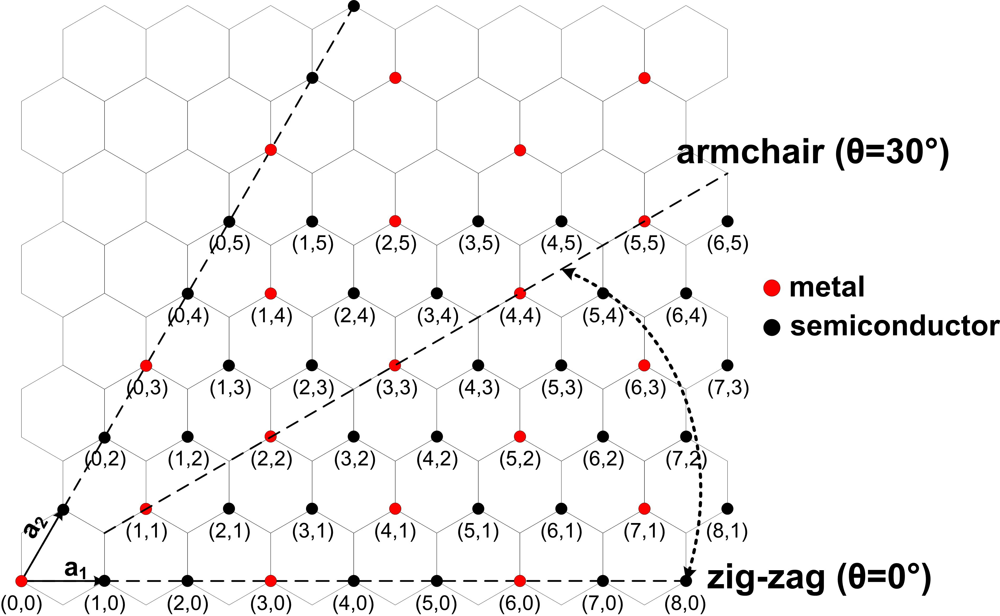 armchair (θ=30°)
(0,5) (1,5) (2,5) (3,5) (4,5) (5,5) (6,5)
metal
(0,4) (1,4) (2,4) (3,4) (4,4) (5,4) (6,4)
semiconductor
(0,3) (1,3) (2,3) (3,3) (4,3) (5,3) (6,3) (7,3)
(0,2) (1,2) (2,2) (3,2) (4,2) (5,2) (6,2) (7,2)
a2
(1,1) (2,1) (3,1) (4,1) (5,1) (6,1) (7,1) (8,1)
a1
zig-zag (θ=0°)
(0,0) (1,0) (2,0) (3,0) (4,0) (5,0) (6,0) (7,0) (8,0)